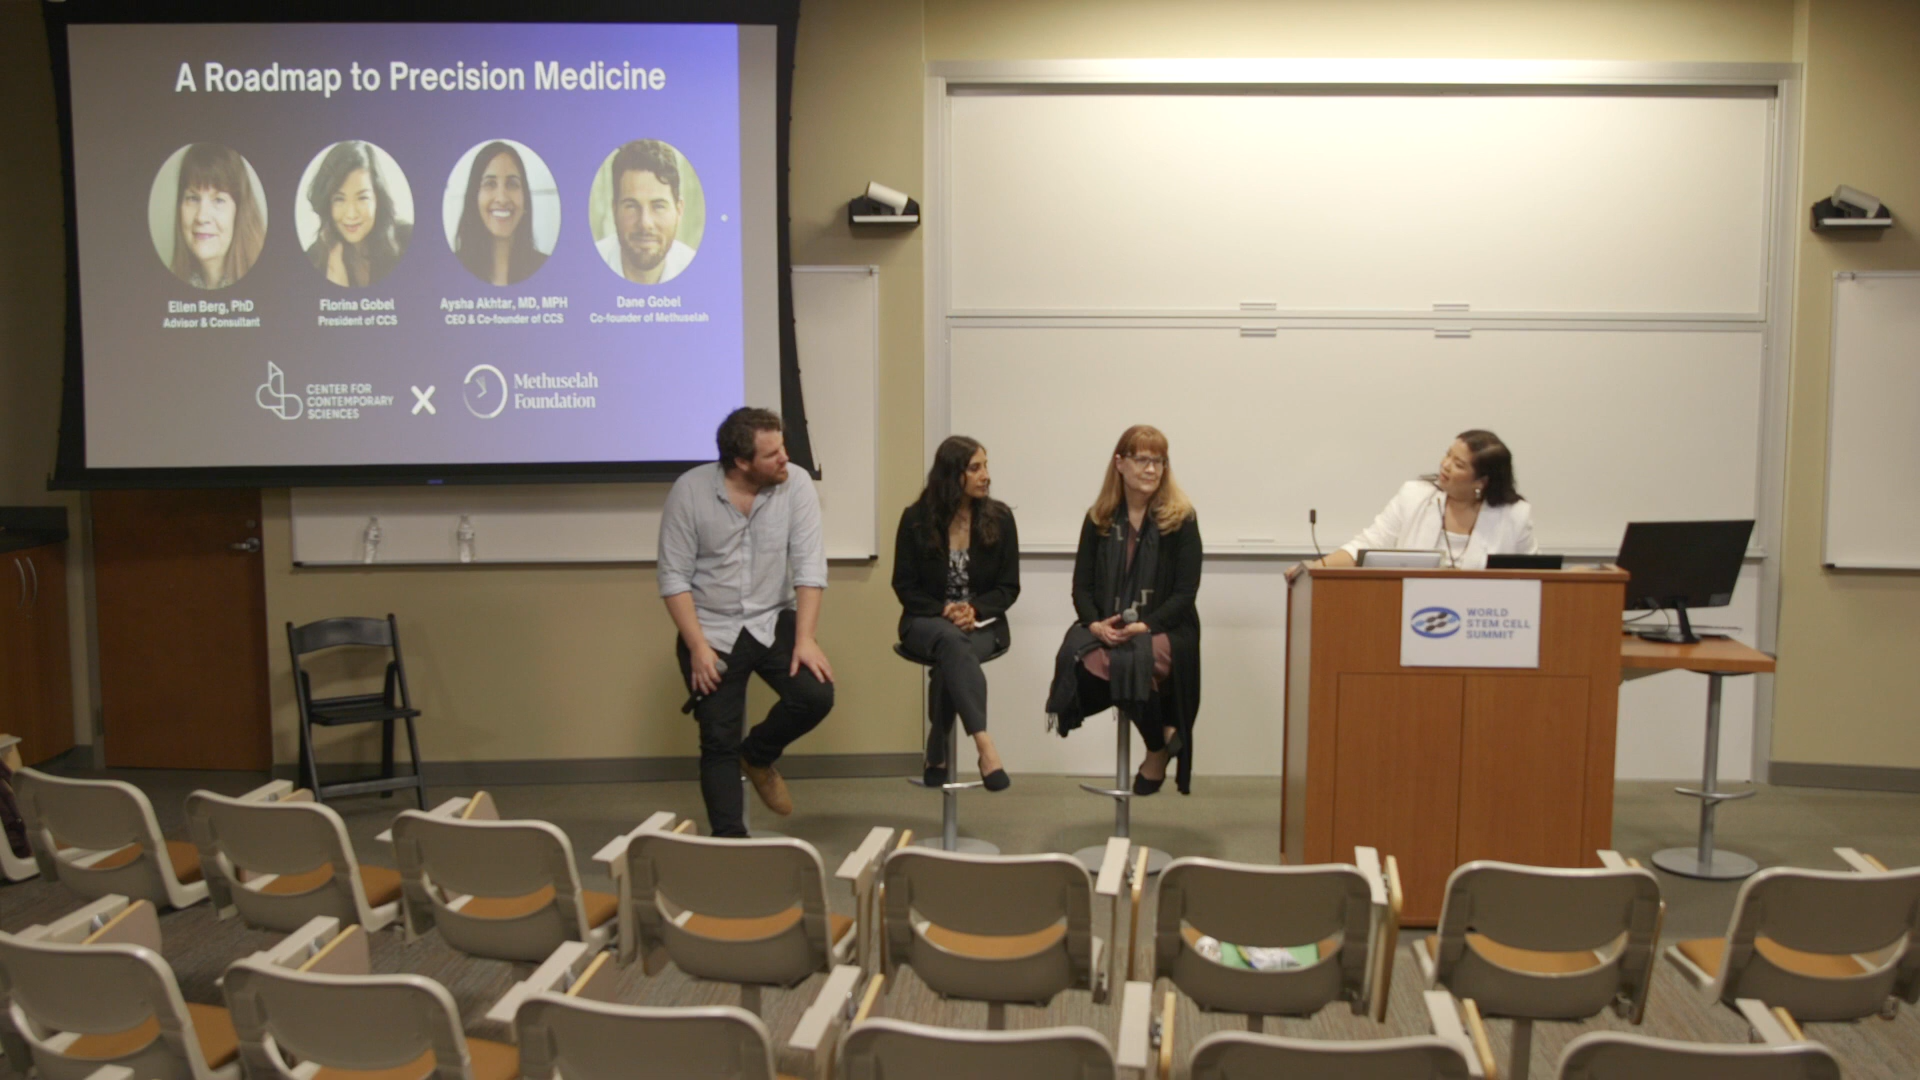 A Roadmap to Precision Medicine
Ellen Berg, PhD
Advisor & Consultant
Florina Gobel
President of CCS
Aysha Akhtar, MD, MPH
CEO & Co-founder of CCS
Dane Gobel
Co-founder of Methuselah
CENTER FOR
CONTEMPORARY
SCIENCES
X
Methuselah
Foundation
WORLD
STEM CELL
SUMMIT